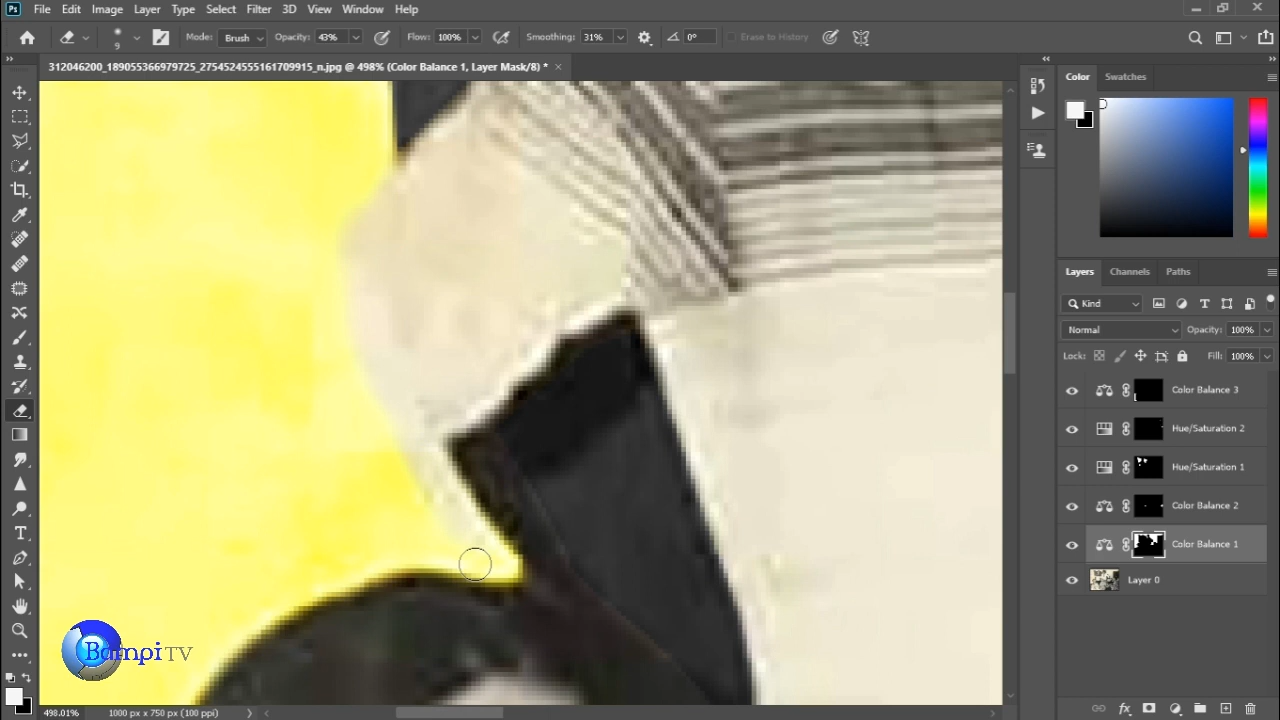 Ps File Edit Image Layer Type Select Filter 3D View Window Help
9 Mode: Brush Opacity: 43% Flow: 100% Smoothing: 31% 0° Erase to History
312046200_189055366979725_2754524555161709915_n.jpg @ 498% (Color Balance 1, Layer Mask/8) * ×
Color Swatches
Layers Channels Paths
Kind
Normal Opacity: 100%
Lock: Fill: 100%
Color Balance 3
Hue/Saturation 2
Hue/Saturation 1
Color Balance 2
Color Balance 1
Layer 0
Bampi TV
498.01% 1000 px x 750 px (100 ppi)